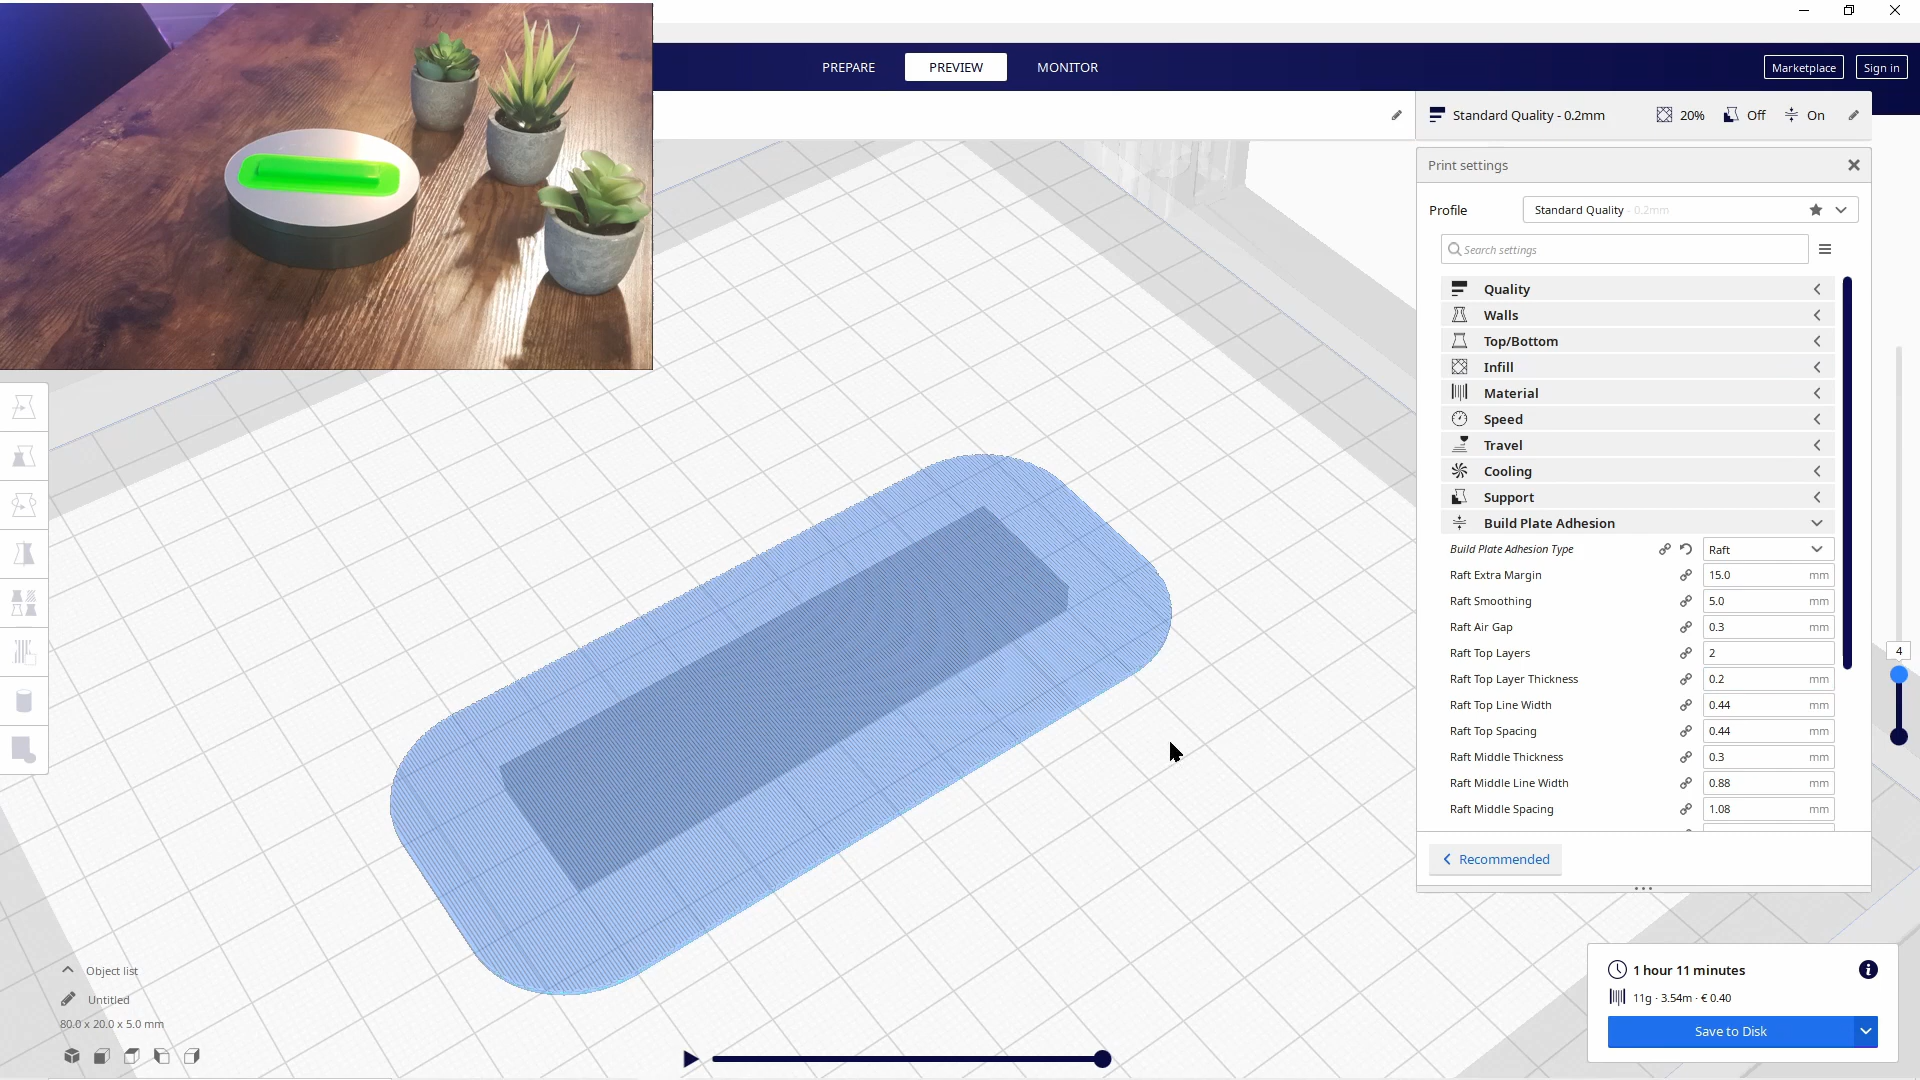 PREPARE PREVIEW MONITOR Marketplace Sign in
Standard Quality - 0.2mm 20% Off On
Print settings
Profile Standard Quality - 0.2mm
Search settings
Quality
Walls
Top/Bottom
Infill
Material
Speed
Travel
Cooling
Support
Build Plate Adhesion
Build Plate Adhesion Type Raft
Raft Extra Margin 15.0 mm
Raft Smoothing 5.0 mm
Raft Air Gap 0.3 mm
Raft Top Layers 2
Raft Top Layer Thickness 0.2 mm
Raft Top Line Width 0.44 mm
Raft Top Spacing 0.44 mm
Raft Middle Thickness 0.3 mm
Raft Middle Line Width 0.88 mm
Raft Middle Spacing 1.08 mm
4
Recommended
Object list
Untitled
80.0 x 20.0 x 5.0 mm
1 hour 11 minutes
11g · 3.54m · € 0.40
Save to Disk